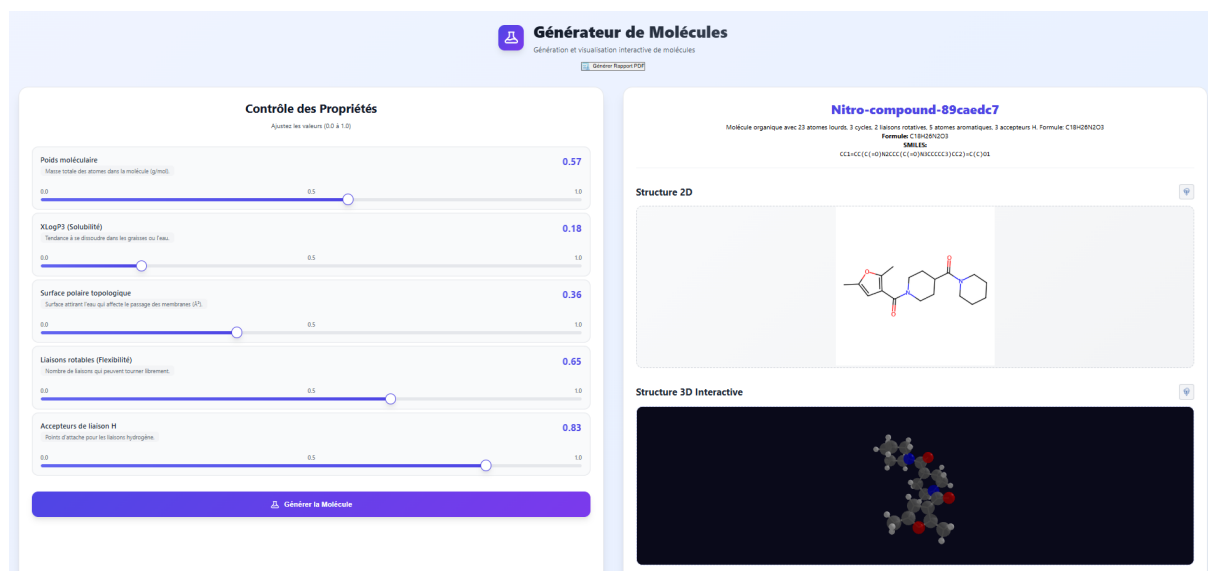 Générateur de Molécules
Génération et visualisation interactive de molécules
Générer Rapport PDF
Contrôle des Propriétés
Ajustez les valeurs (0.0 à 1.0)
Poids moléculaire
0.57
Masse totale des atomes dans la molécule (g/mol).
0.0 0.5 1.0
XLogP3 (Solubilité)
0.18
Tendance à se dissoudre dans les graisses ou l'eau.
0.0 0.5 1.0
Surface polaire topologique
0.36
Surface attirant l'eau qui affecte le passage des membranes (Å²).
0.0 0.5 1.0
Liaisons rotables (Flexibilité)
0.65
Nombre de liaisons qui peuvent tourner librement.
0.0 0.5 1.0
Accepteurs de liaison H
0.83
Points d'attache pour les liaisons hydrogène.
0.0 0.5 1.0
Générer la Molécule
Nitro-compound-89caedc7
Molécule organique avec 23 atomes lourds, 3 cycles, 2 liaisons rotatives, 5 atomes aromatiques, 3 accepteurs H. Formule: C18H26N2O3
Formule: C18H26N2O3
SMILES:
CC1=CC(C(=O)N2CCC(C(=O)N3CCCCC3)CC2)=C(C)O1
Structure 2D
O
N
O
N
O
Structure 3D Interactive